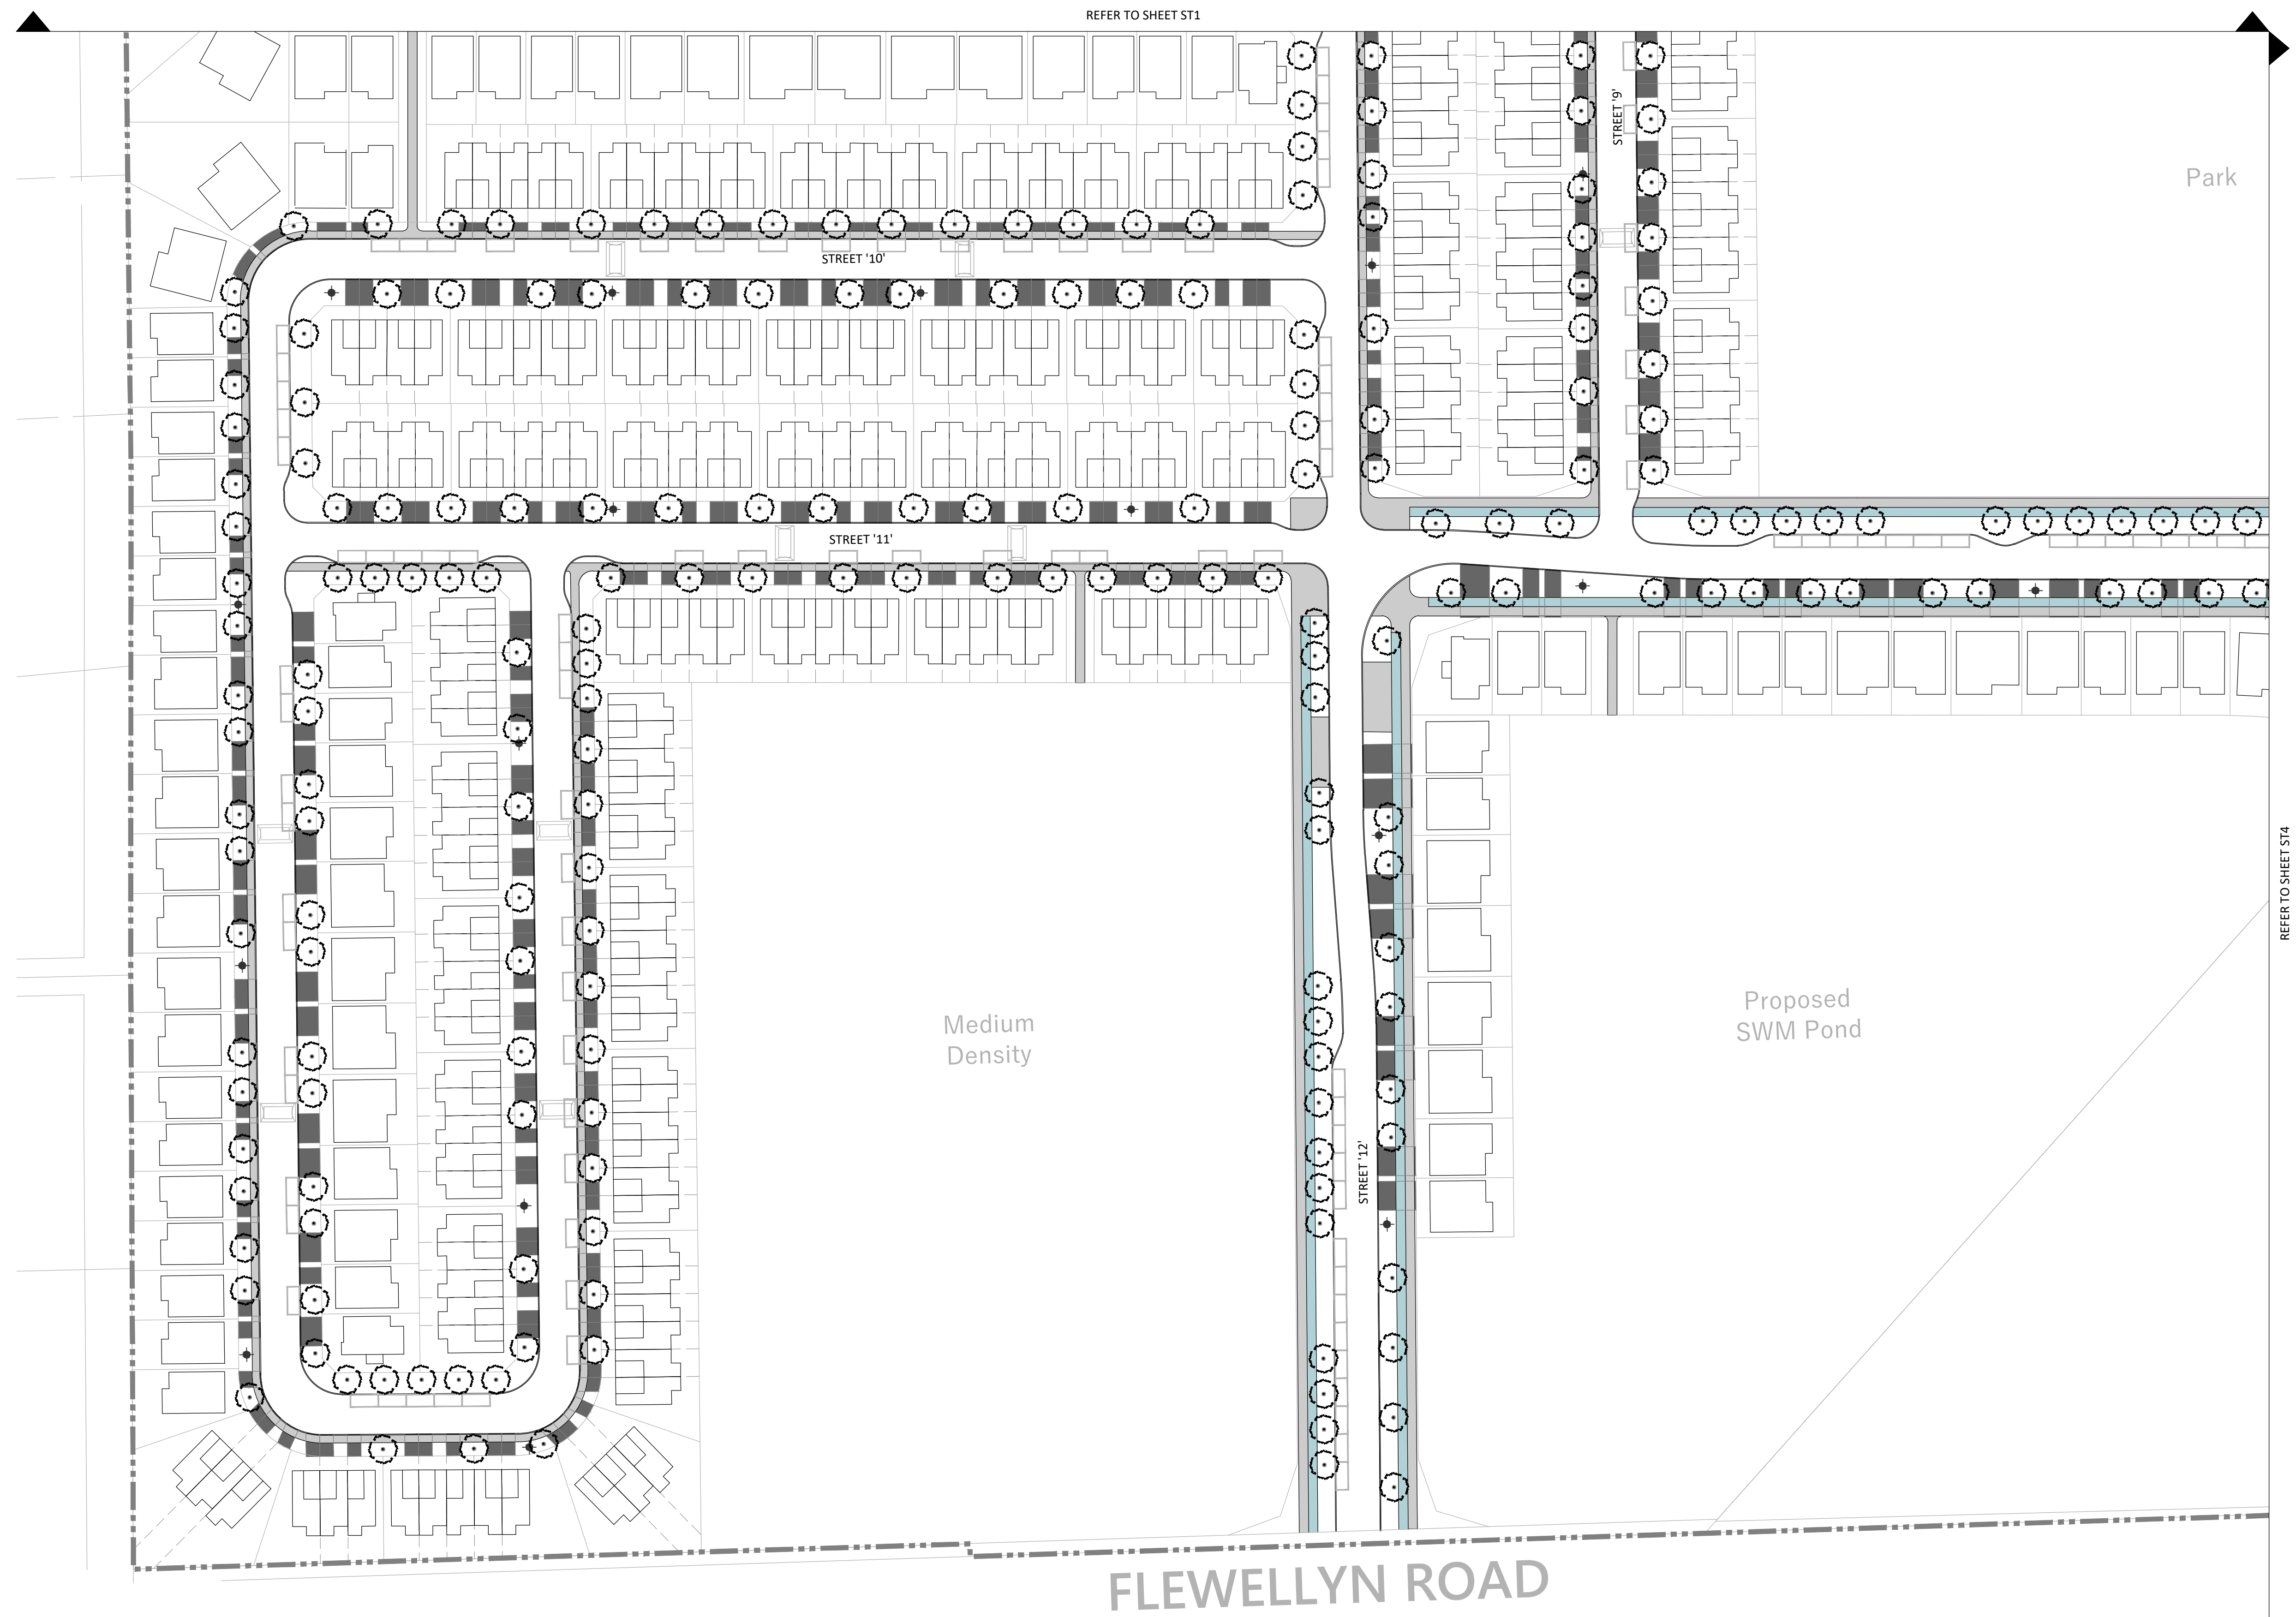 REFER TO SHEET ST1
STREET '9'
Park
STREET '10'
STREET '11'
REFER TO SHEET ST4
Medium
Density
Proposed
SWM Pond
STREET '12'
FLEWELLYN ROAD